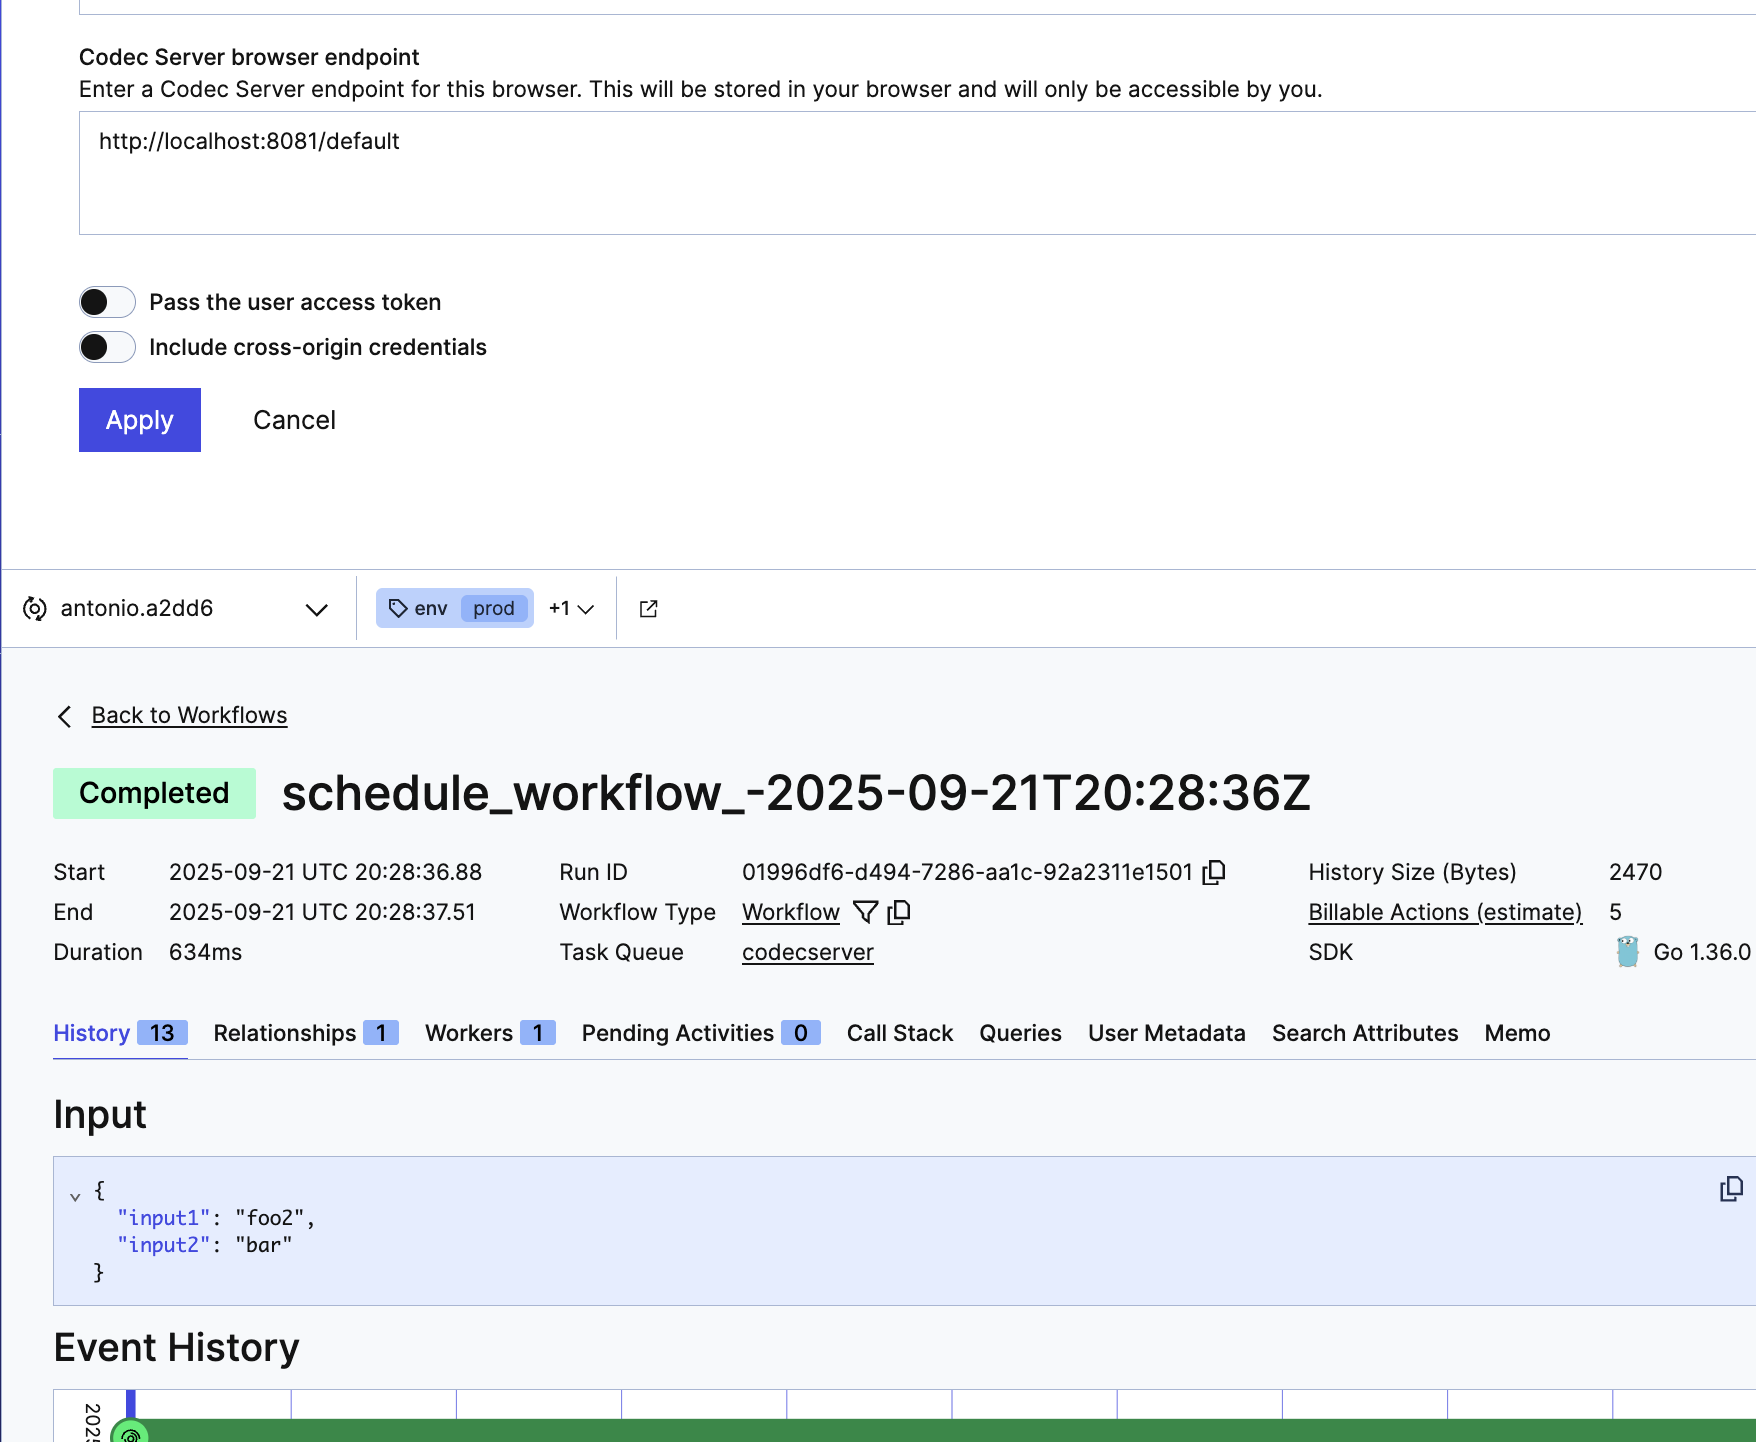 Codec Server browser endpoint
Enter a Codec Server endpoint for this browser. This will be stored in your browser and will only be accessible by you.
http://localhost:8081/default
Pass the user access token
Include cross-origin credentials
Apply Cancel
antonio.a2dd6 env prod +1
Back to Workflows
Completed schedule_workflow_-2025-09-21T20:28:36Z
Start 2025-09-21 UTC 20:28:36.88 Run ID 01996df6-d494-7286-aa1c-92a2311e1501 History Size (Bytes) 2470
End 2025-09-21 UTC 20:28:37.51 Workflow Type Workflow Billable Actions (estimate) 5
Duration 634ms Task Queue codecserver SDK Go 1.36.0
History 13 Relationships 1 Workers 1 Pending Activities 0 Call Stack Queries User Metadata Search Attributes Memo
Input
{
"input1": "foo2",
"input2": "bar"
}
Event History